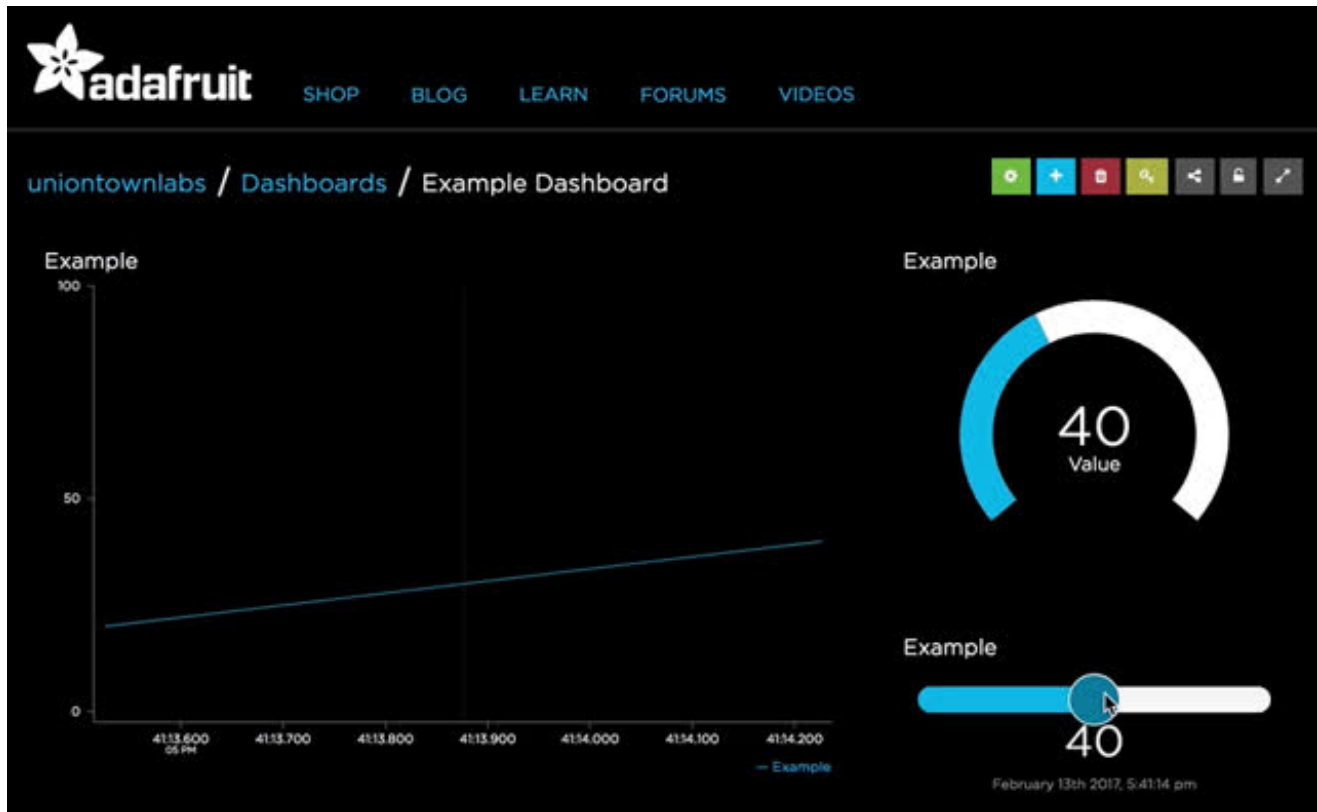 adafruit SHOP BLOG LEARN FORUMS VIDEOS
uniontownlabs / Dashboards / Example Dashboard
Example
100
50
0
41:13.600 41:13.700 41:13.800 41:13.900 41:14.000 41:14.100 41:14.200
05 PM
— Example
Example
40
Value
Example
40
February 13th 2017, 5:41:14 pm